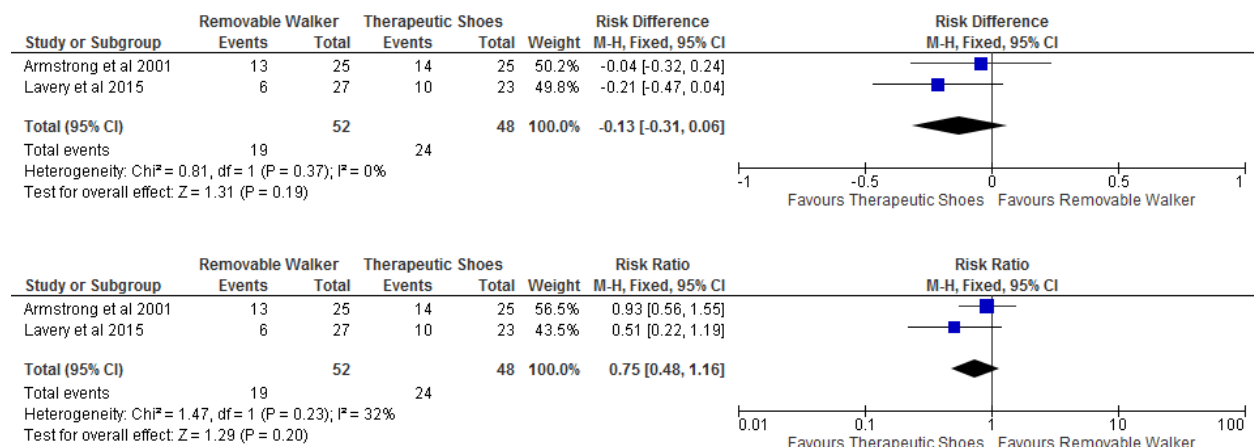 Removable Walker Therapeutic Shoes Risk Difference Risk Difference
Study or Subgroup Events Total Events Total Weight M-H, Fixed, 95% CI M-H, Fixed, 95% CI
Armstrong et al 2001 13 25 14 25 50.2% -0.04 [-0.32, 0.24]
Lavery et al 2015 6 27 10 23 49.8% -0.21 [-0.47, 0.04]
Total (95% CI) 52 48 100.0% -0.13 [-0.31, 0.06]
Total events 19 24
Heterogeneity: Chi² = 0.81, df = 1 (P = 0.37); I² = 0%
Test for overall effect: Z = 1.31 (P = 0.19)
-1 -0.5 0 0.5 1
Favours Therapeutic Shoes Favours Removable Walker
Removable Walker Therapeutic Shoes Risk Ratio Risk Ratio
Study or Subgroup Events Total Events Total Weight M-H, Fixed, 95% CI M-H, Fixed, 95% CI
Armstrong et al 2001 13 25 14 25 56.5% 0.93 [0.56, 1.55]
Lavery et al 2015 6 27 10 23 43.5% 0.51 [0.22, 1.19]
Total (95% CI) 52 48 100.0% 0.75 [0.48, 1.16]
Total events 19 24
Heterogeneity: Chi² = 1.47, df = 1 (P = 0.23); I² = 32%
Test for overall effect: Z = 1.29 (P = 0.20)
0.01 0.1 1 10 100
Favours Therapeutic Shoes Favours Removable Walker